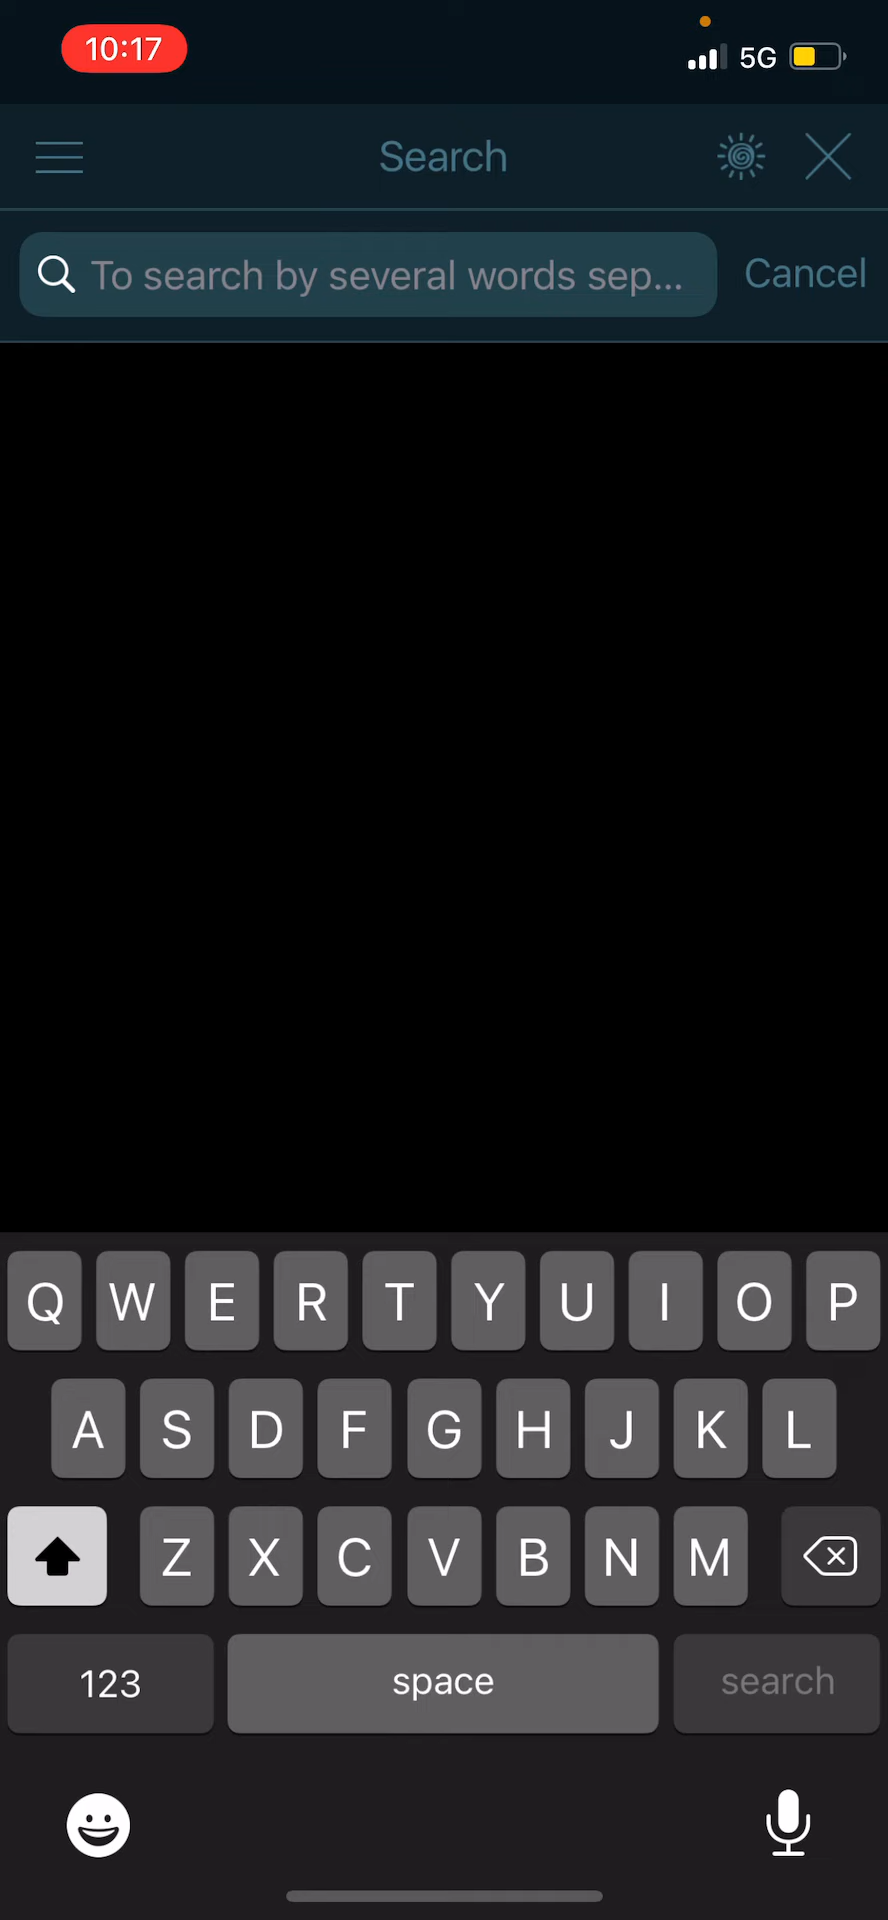 10:17
5G
Search
To search by several words sep...
Cancel
Q W E R T Y U I O P
A S D F G H J K L
Z X C V B N M
123 space search